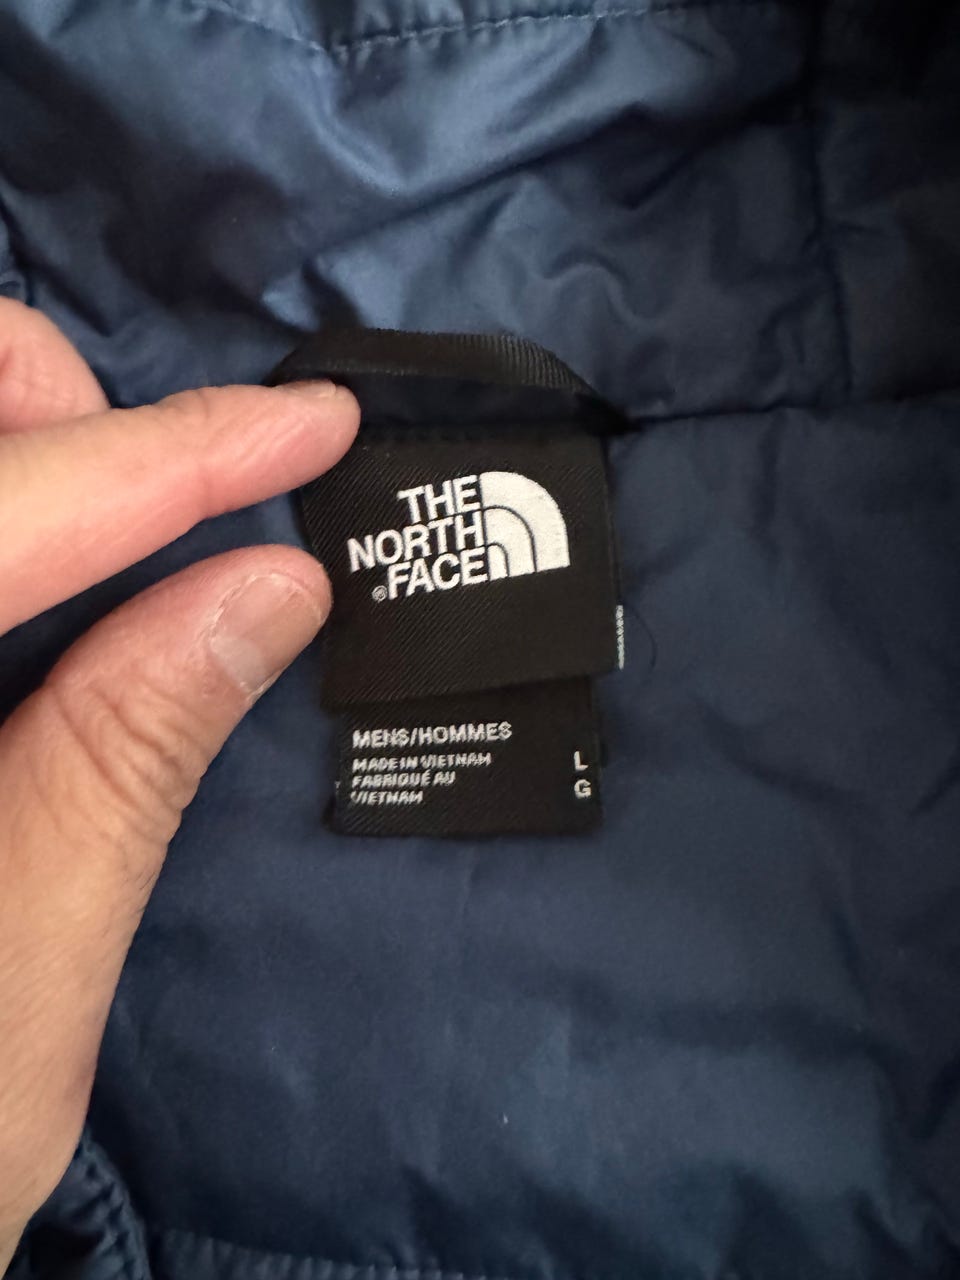 THE
NORTH
®FACE
MENS/HOMMES
MADE IN VIETNAM
FABRIQUÉ AU
VIETNAM
L
G